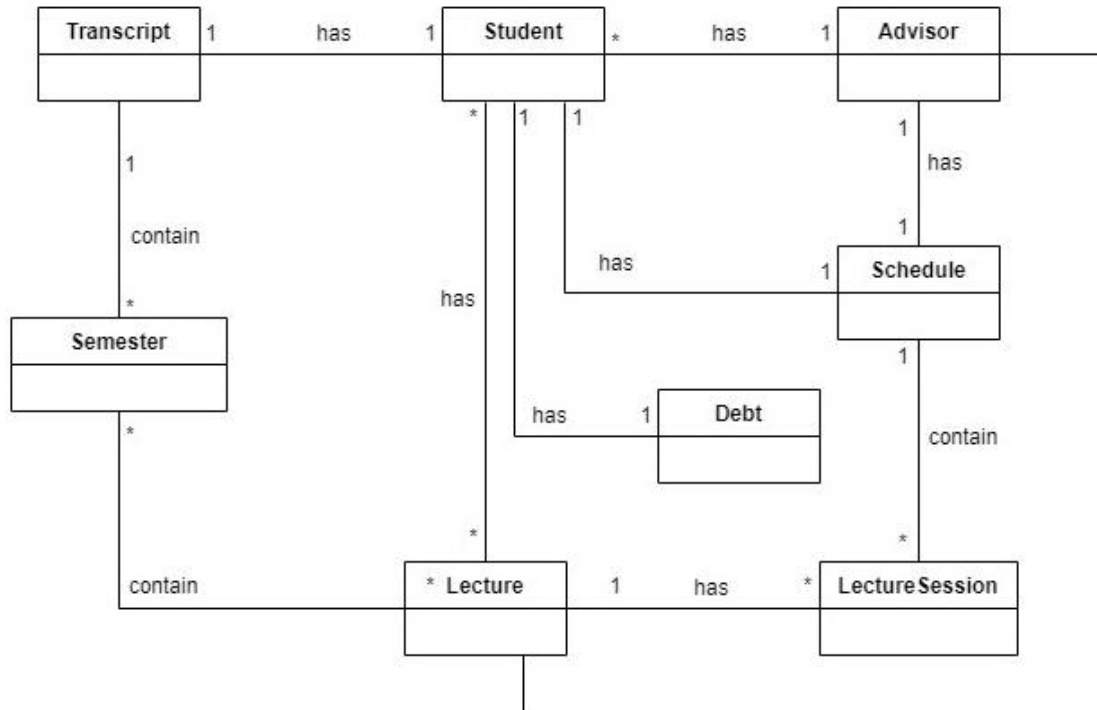 Transcript 1 has 1 Student * has 1 Advisor
* 1 1 1
1 has
contain 1
has 1 Schedule
has
* 1
Semester
Debt
has 1
* contain
* *
contain * Lecture 1 has * LectureSession